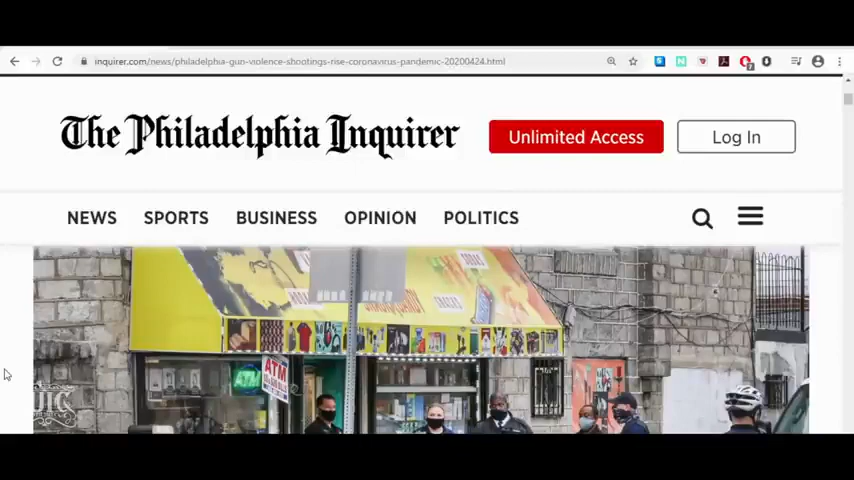 inquirer.com/news/philadelphia-gun-violence-shootings-rise-coronavirus-pandemic-20200424.html
The Philadelphia Inquirer
Unlimited Access
Log In
NEWS SPORTS BUSINESS OPINION POLITICS
ATM
ATM